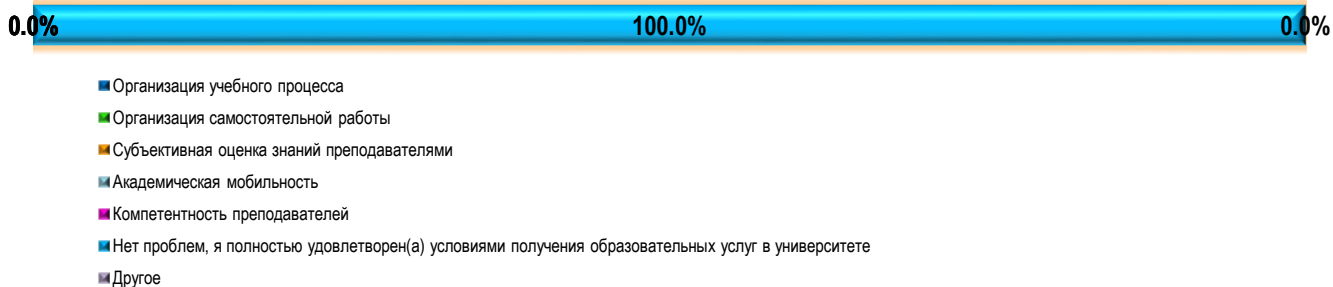 0.0% 100.0% 0.0%
Организация учебного процесса
Организация самостоятельной работы
Субъективная оценка знаний преподавателями
Академическая мобильность
Компетентность преподавателей
Нет проблем, я полностью удовлетворен(а) условиями получения образовательных услуг в университете
Другое